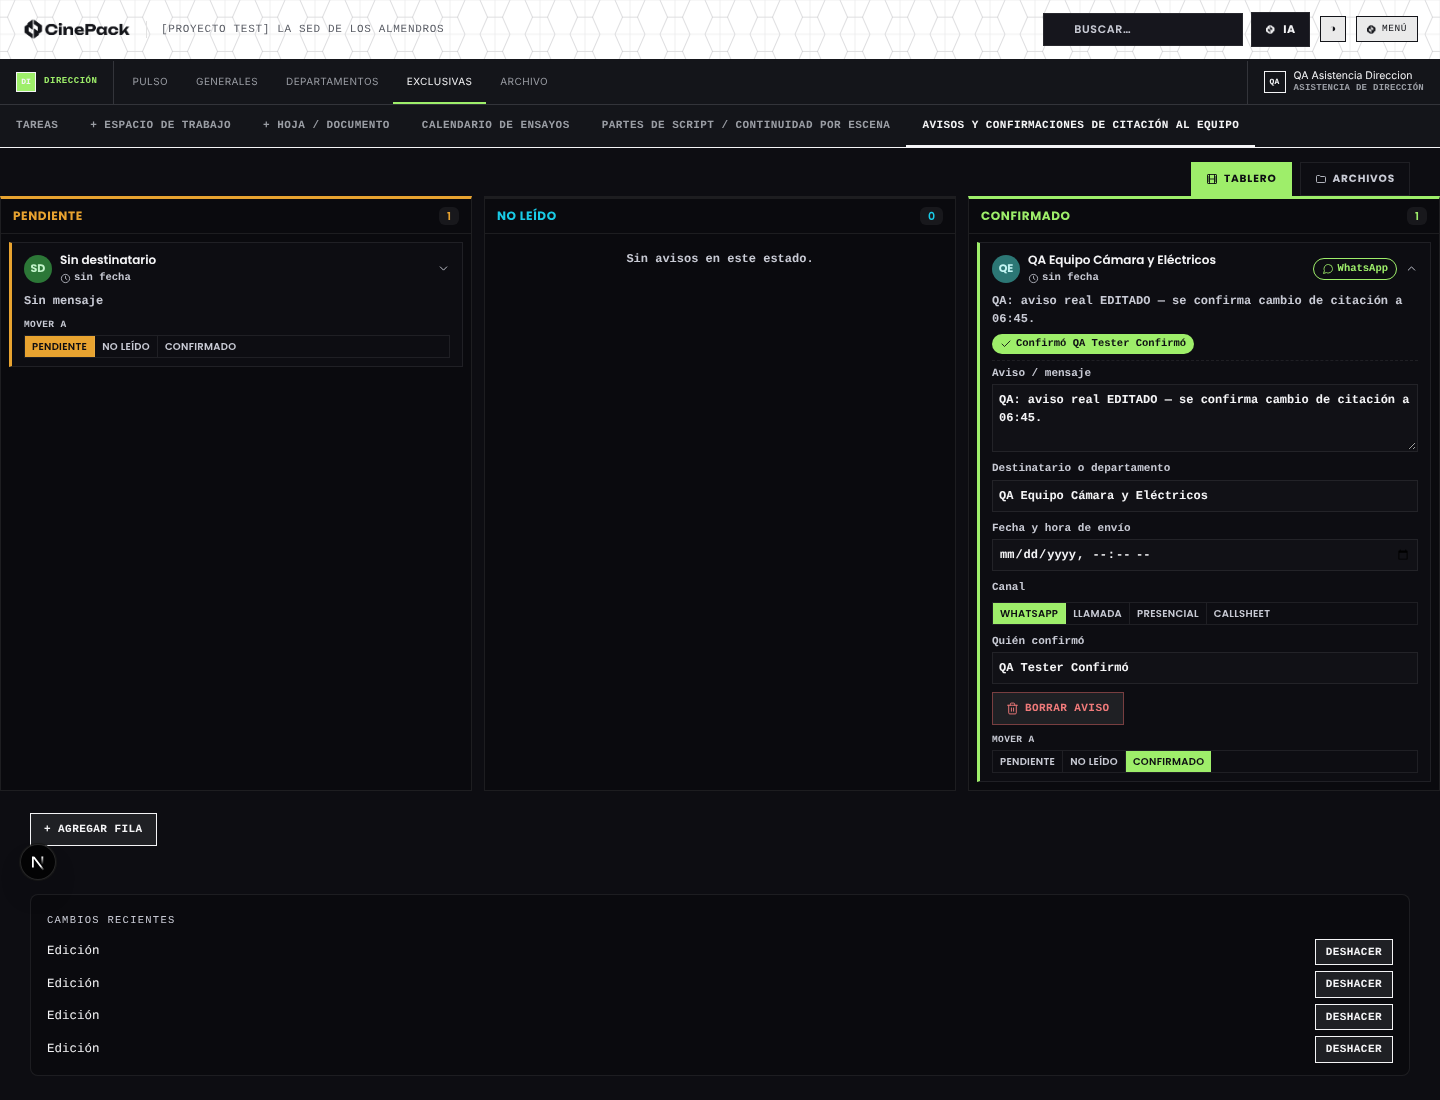 CinePack
[PROYECTO TEST] LA SED DE LOS ALMENDROS
BUSCAR…
IA
MENÚ
DI
DIRECCIÓN
PULSO
GENERALES
DEPARTAMENTOS
EXCLUSIVAS
ARCHIVO
QA
QA Asistencia Direccion
ASISTENCIA DE DIRECCIÓN
TAREAS
+ ESPACIO DE TRABAJO
+ HOJA / DOCUMENTO
CALENDARIO DE ENSAYOS
PARTES DE SCRIPT / CONTINUIDAD POR ESCENA
AVISOS Y CONFIRMACIONES DE CITACIÓN AL EQUIPO
TABLERO
ARCHIVOS
PENDIENTE
1
SD
Sin destinatario
sin fecha
Sin mensaje
MOVER A
PENDIENTE
NO LEÍDO
CONFIRMADO
NO LEÍDO
0
Sin avisos en este estado.
CONFIRMADO
1
QE
QA Equipo Cámara y Eléctricos
sin fecha
WhatsApp
QA: aviso real EDITADO — se confirma cambio de citación a
06:45.
Confirmó QA Tester Confirmó
Aviso / mensaje
QA: aviso real EDITADO — se confirma cambio de citación a
06:45.
Destinatario o departamento
QA Equipo Cámara y Eléctricos
Fecha y hora de envío
mm/dd/yyyy, --:-- --
Canal
WHATSAPP
LLAMADA
PRESENCIAL
CALLSHEET
Quién confirmó
QA Tester Confirmó
BORRAR AVISO
MOVER A
PENDIENTE
NO LEÍDO
CONFIRMADO
+ AGREGAR FILA
N
CAMBIOS RECIENTES
Edición
DESHACER
Edición
DESHACER
Edición
DESHACER
Edición
DESHACER